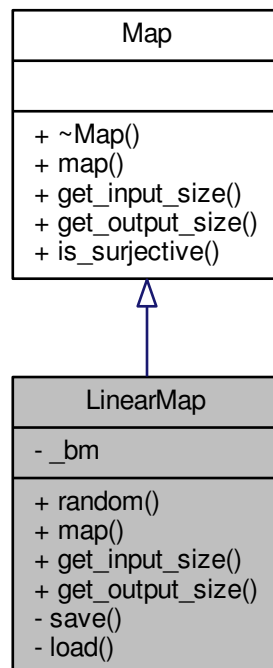 Map
+ ~Map()
+ map()
+ get_input_size()
+ get_output_size()
+ is_surjective()
LinearMap
- _bm
+ random()
+ map()
+ get_input_size()
+ get_output_size()
- save()
- load()